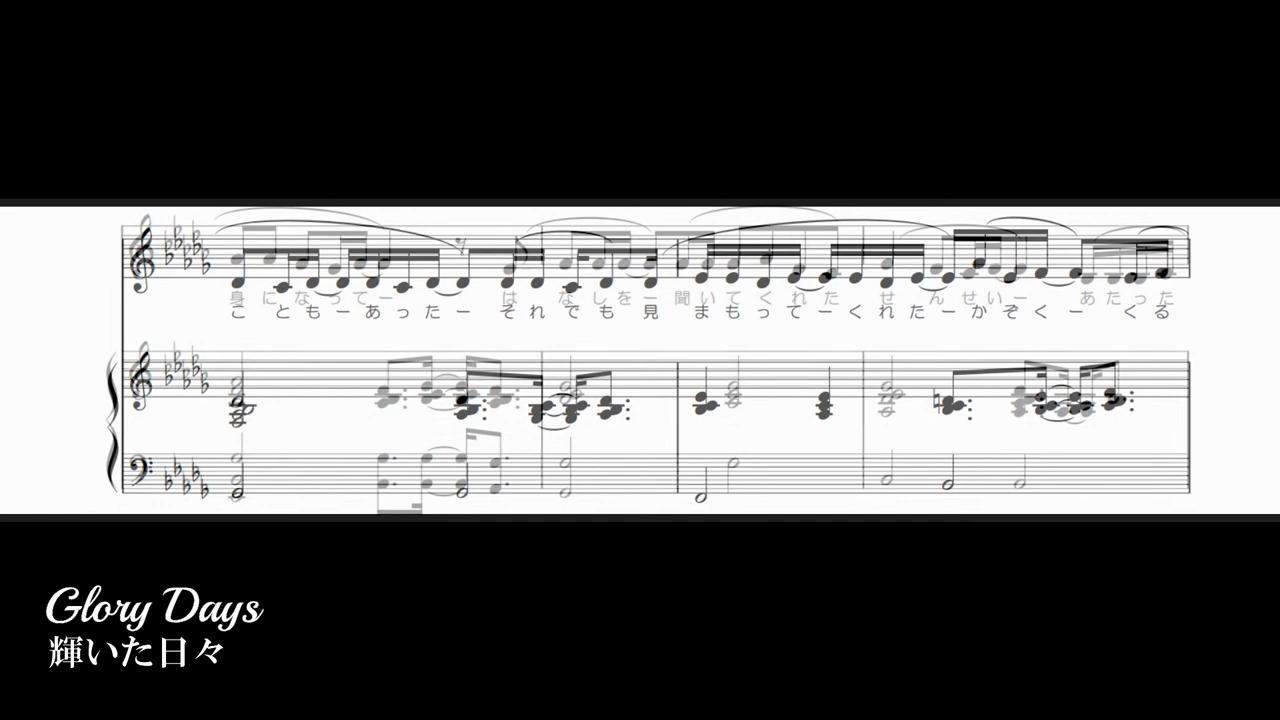 身になってー はなしをー聞いてくれた せんせいー あたった
こともーあったー それでも見まもってーくれたーかぞくー くる
Glory Days
輝いた日々